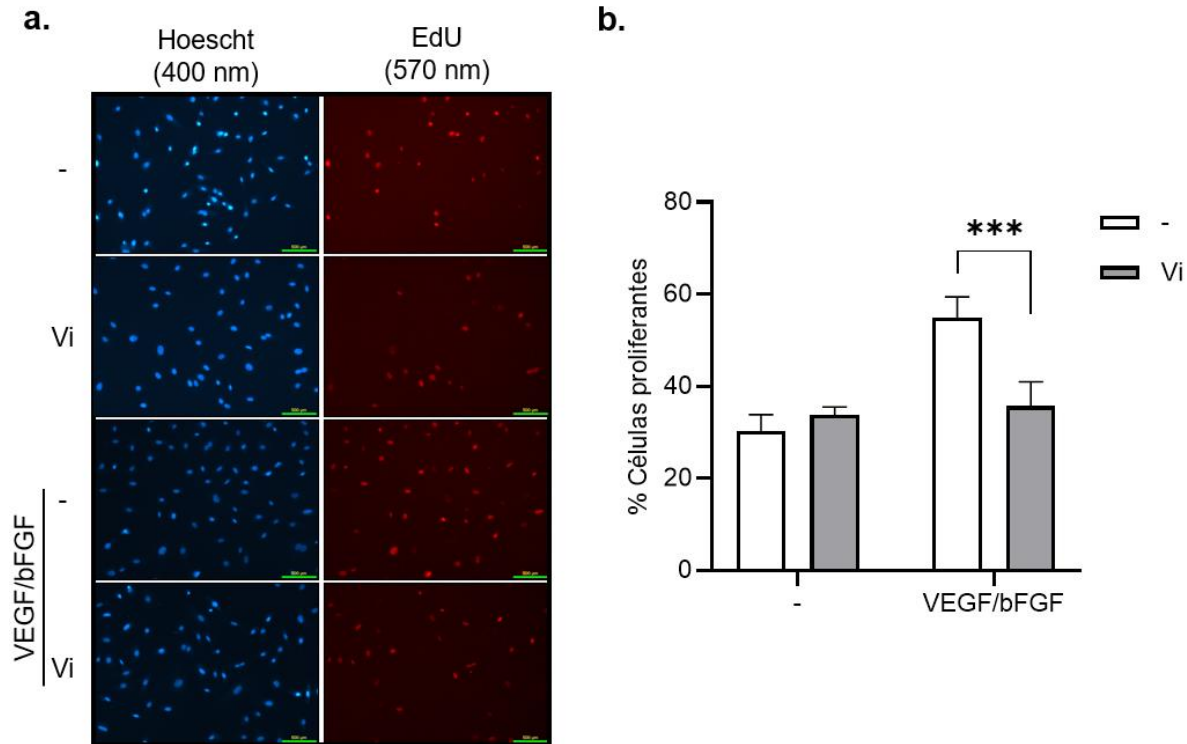 a.
Hoescht
(400 nm)
EdU
(570 nm)
-
Vi
-
Vi
VEGF/bFGF
b.
% Células proliferantes
80
60
40
20
0
***
-
VEGF/bFGF
-
Vi